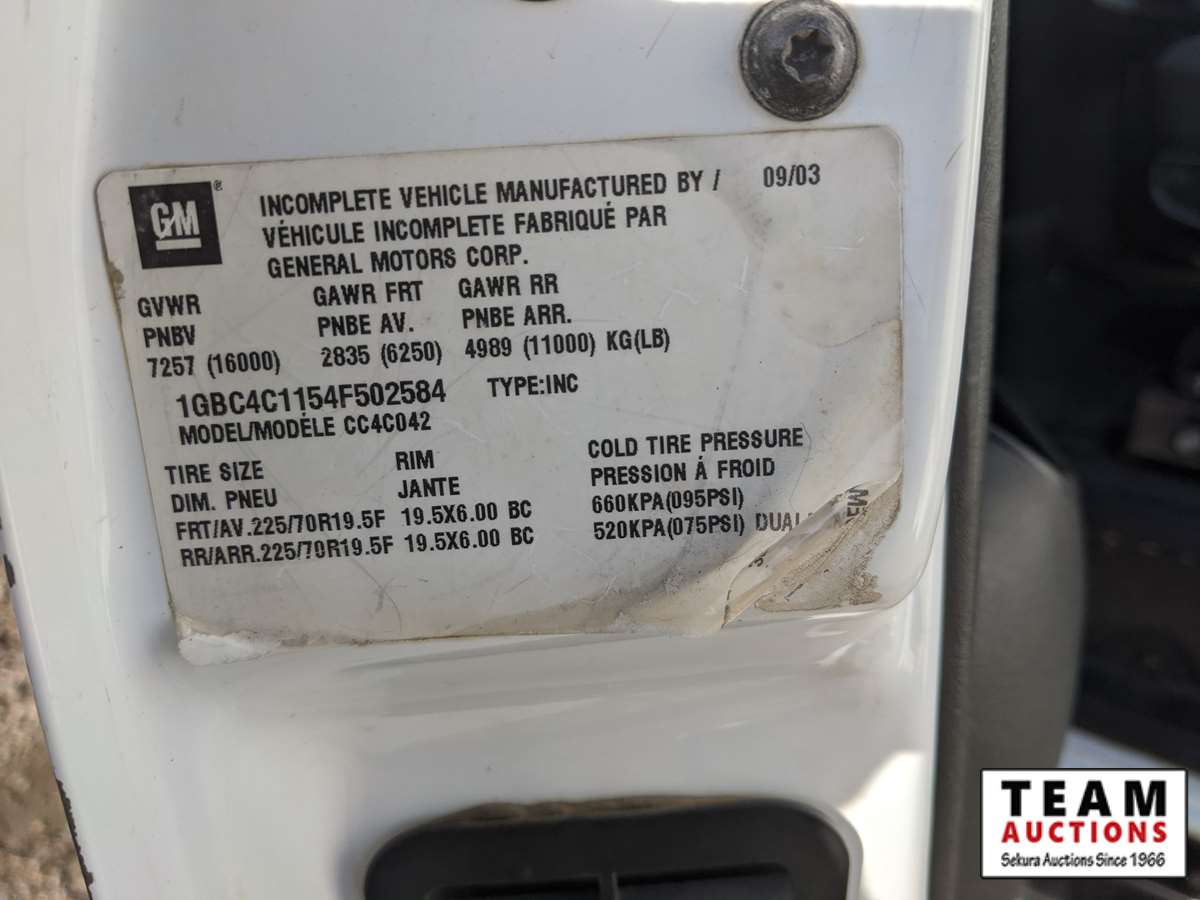 GM
INCOMPLETE VEHICLE MANUFACTURED BY / 09/03
VÉHICULE INCOMPLETE FABRIQUÉ PAR
GENERAL MOTORS CORP.
GVWR GAWR FRT GAWR RR
PNBV PNBE AV. PNBE ARR.
7257 (16000) 2835 (6250) 4989 (11000) KG(LB)
1GBC4C1154F502584 TYPE:INC
MODEL/MODÈLE CC4C042
TIRE SIZE RIM COLD TIRE PRESSURE
DIM. PNEU JANTE PRESSION À FROID
FRT/AV.225/70R19.5F 19.5X6.00 BC 660KPA(095PSI)
RR/ARR.225/70R19.5F 19.5X6.00 BC 520KPA(075PSI) DUAL
TEAM
AUCTIONS
Sekura Auctions Since 1966